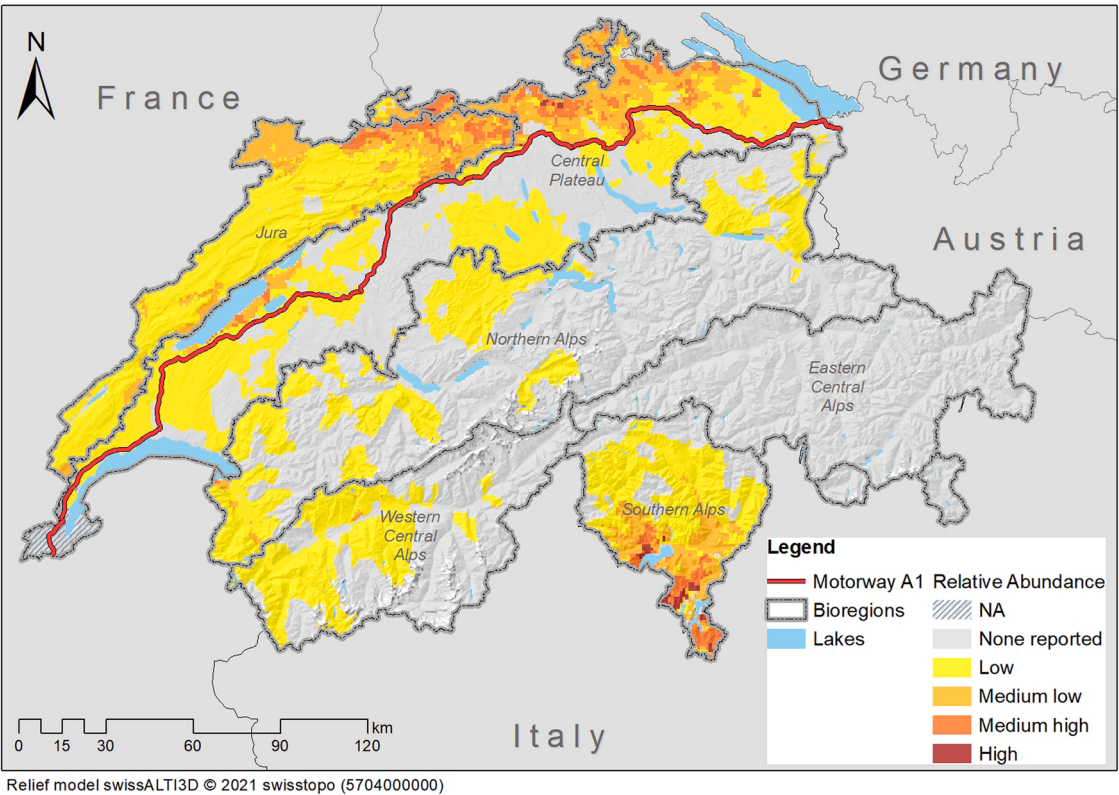 N
France
Germany
Central
Plateau
Jura
Austria
Northern Alps
Eastern
Central
Alps
Southern Alps
Western
Central
Alps
Legend
Motorway A1
Bioregions
Lakes
Relative Abundance
NA
None reported
Low
Medium low
Medium high
High
km
0 15 30 60 90 120
Italy
Relief model swissALTI3D © 2021 swisstopo (5704000000)